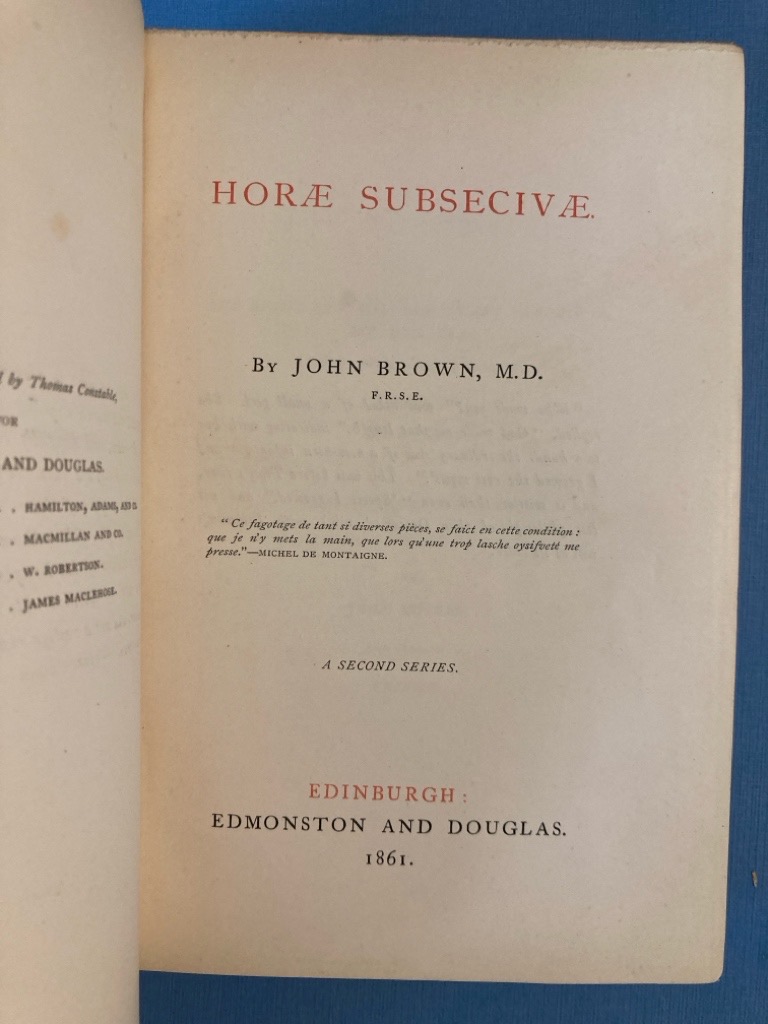 by Thomas Constable,
FOR
AND DOUGLAS.
. . HAMILTON, ADAMS, AND
. MACMILLAN AND CO.
. W. ROBERTSON.
. JAMES MACLEHOSE.
HORÆ SUBSECIVÆ.
BY JOHN BROWN, M.D.
F.R.S.E.
“Ce fagotage de tant si diverses pièces, se faict en cette condition :
que je n'y mets la main, que lors qu'une trop lasche oysifveté me
presse.”—MICHEL DE MONTAIGNE.
A SECOND SERIES.
EDINBURGH :
EDMONSTON AND DOUGLAS.
1861.